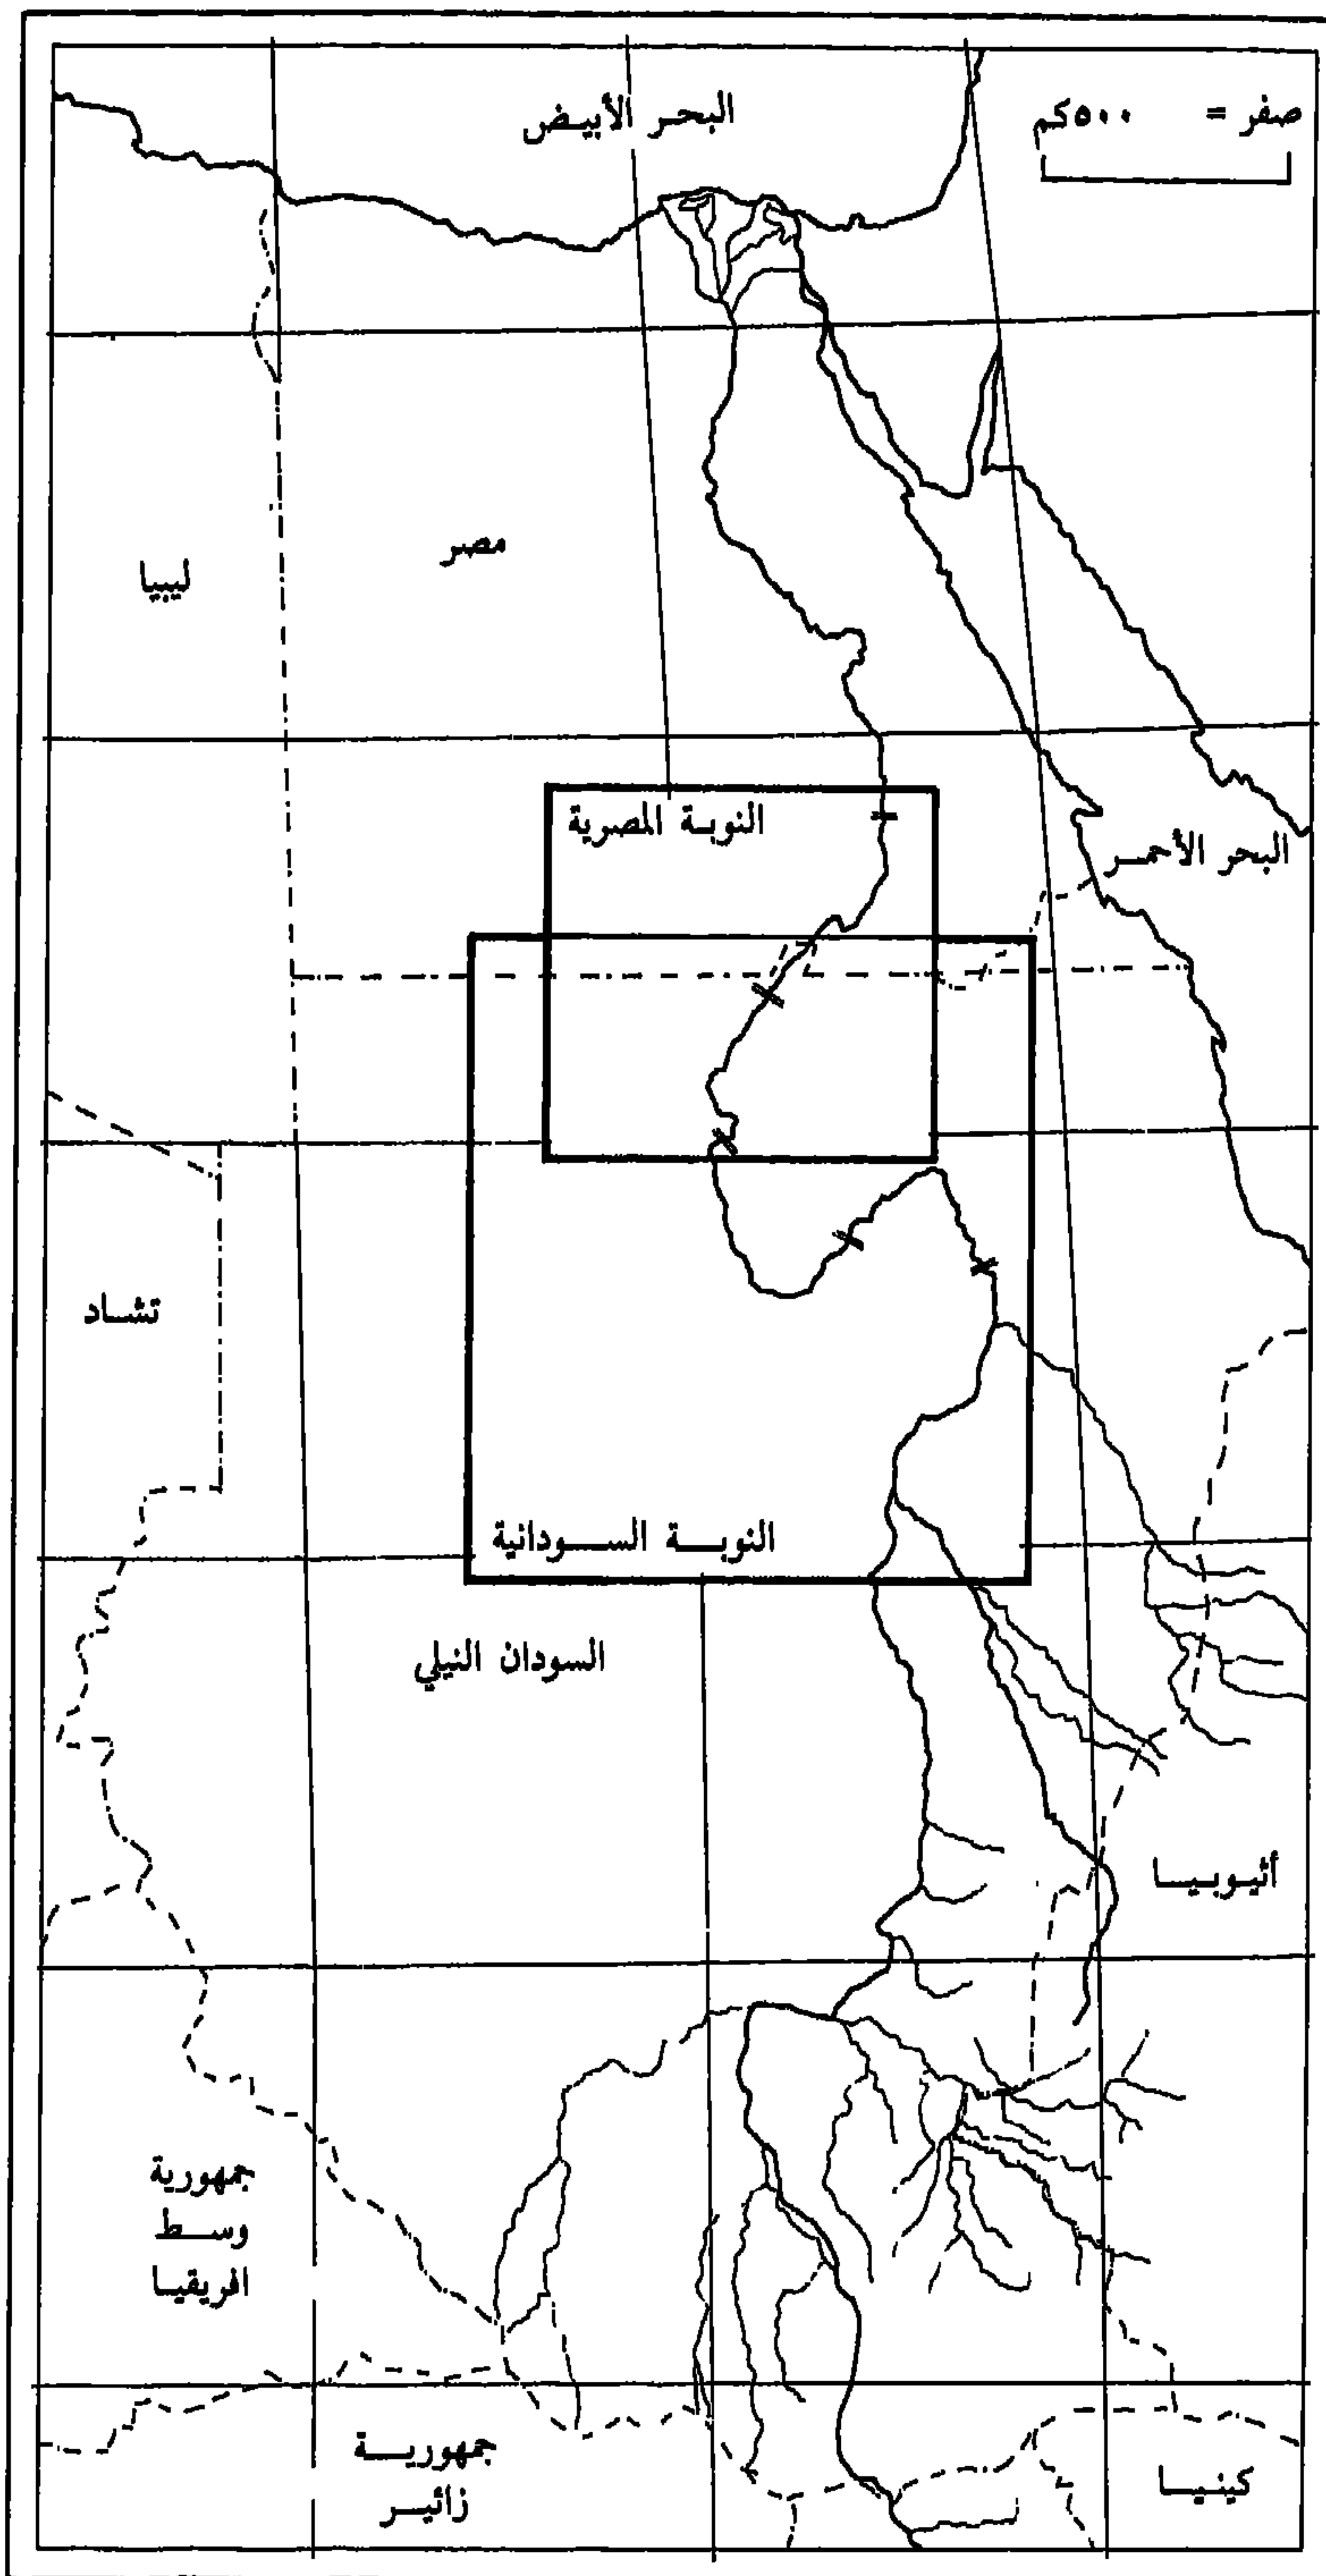 البحر الأبيض
صفر = ٥٠٠كم
مصر
ليبيا
النوبة المصرية
البحر الأحمر
تشاد
النوبة السودانية
السودان النيلي
أثيوبيا
جمهورية
وسط
افريقيا
جمهورية
زائير
كينيا